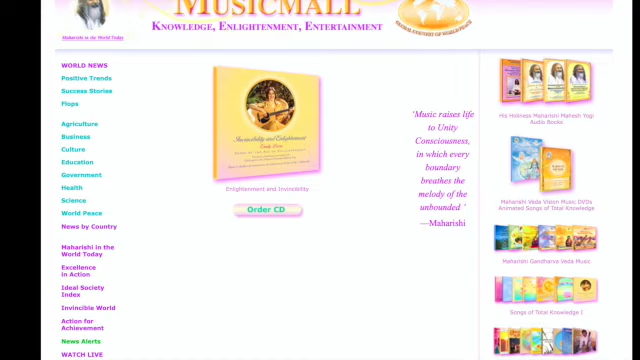 MUSICMALL
KNOWLEDGE, ENLIGHTENMENT, ENTERTAINMENT
GLOBAL COUNTRY OF WORLD PEACE
Maharishi in the World Today
WORLD NEWS
Positive Trends
Success Stories
Flops
Agriculture
Business
Culture
Education
Government
Health
Science
World Peace
News by Country
Maharishi in the
World Today
Excellence
in Action
Ideal Society
Index
Invincible World
Action for
Achievement
News Alerts
WATCH LIVE
Invincibility and Enlightenment
Enlightenment and Invincibility
Order CD
‘Music raises life
to Unity
Consciousness,
in which every
boundary
breathes the
melody of the
unbounded ’
—Maharishi
His Holiness Maharishi Mahesh Yogi
Audio Books
Maharishi Veda Vision Music DVDs
Animated Songs of Total Knowledge
Maharishi Gandharva Veda Music
Songs of Total Knowledge I